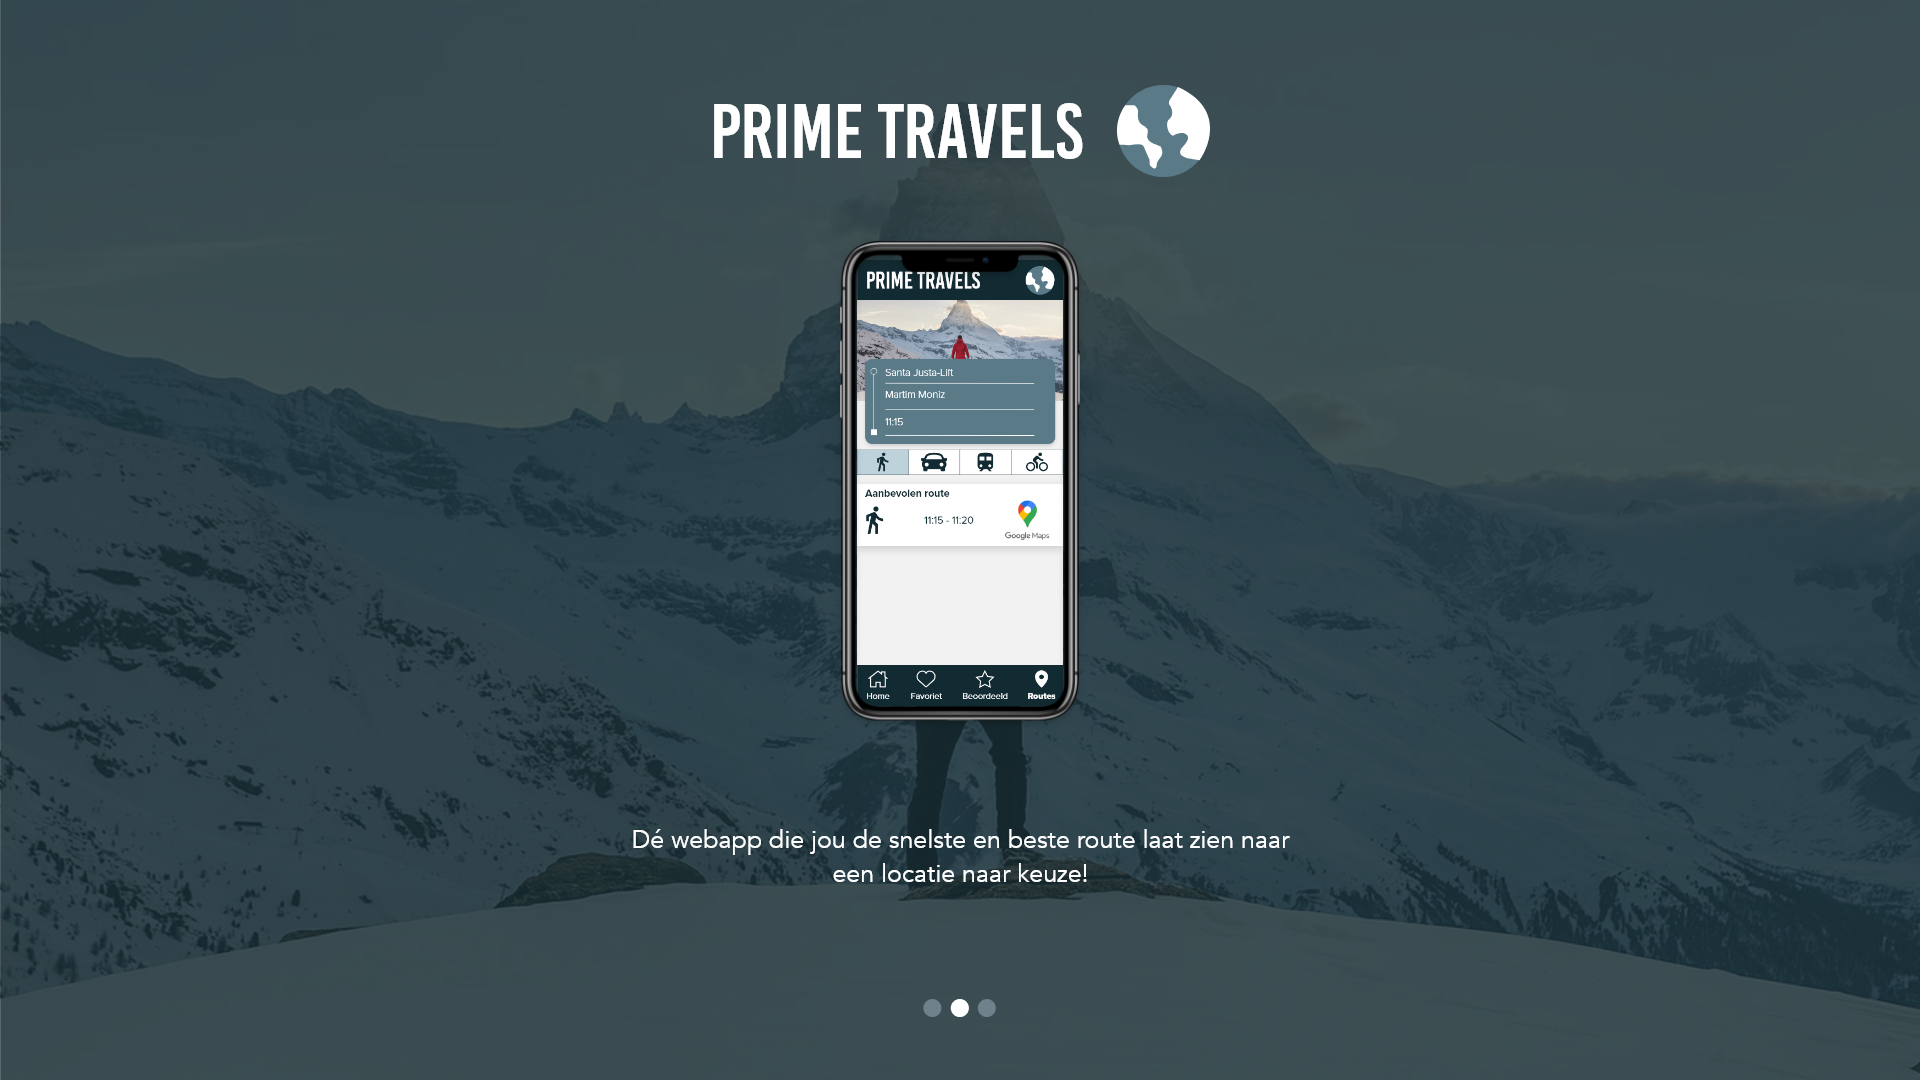 PRIME TRAVELS
PRIME TRAVELS
Santa Justa-Lift
Martim Moniz
11:15
Aanbevolen route
11:15 - 11:20
Google Maps
Home Favoriet Beoordeeld Routes
Dé webapp die jou de snelste en beste route laat zien naar
een locatie naar keuze!